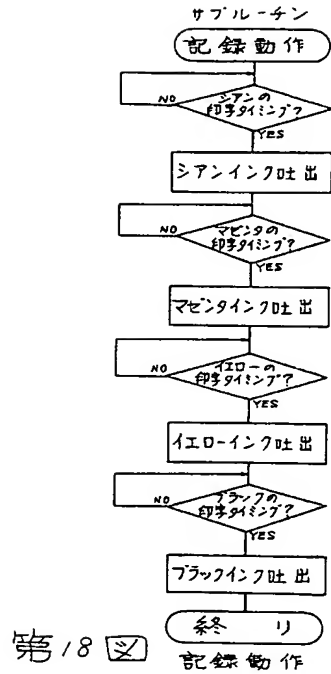 サブルーチン
記録動作
シアンの
印字タイミング?
NO
YES
シアンインク吐出
マゼンタの
印字タイミング?
NO
YES
マゼンタインク吐出
イエローの
印字タイミング?
NO
YES
イエローインク吐出
ブラックの
印字タイミング?
NO
YES
ブラックインク吐出
終 リ
第18図
記録動作